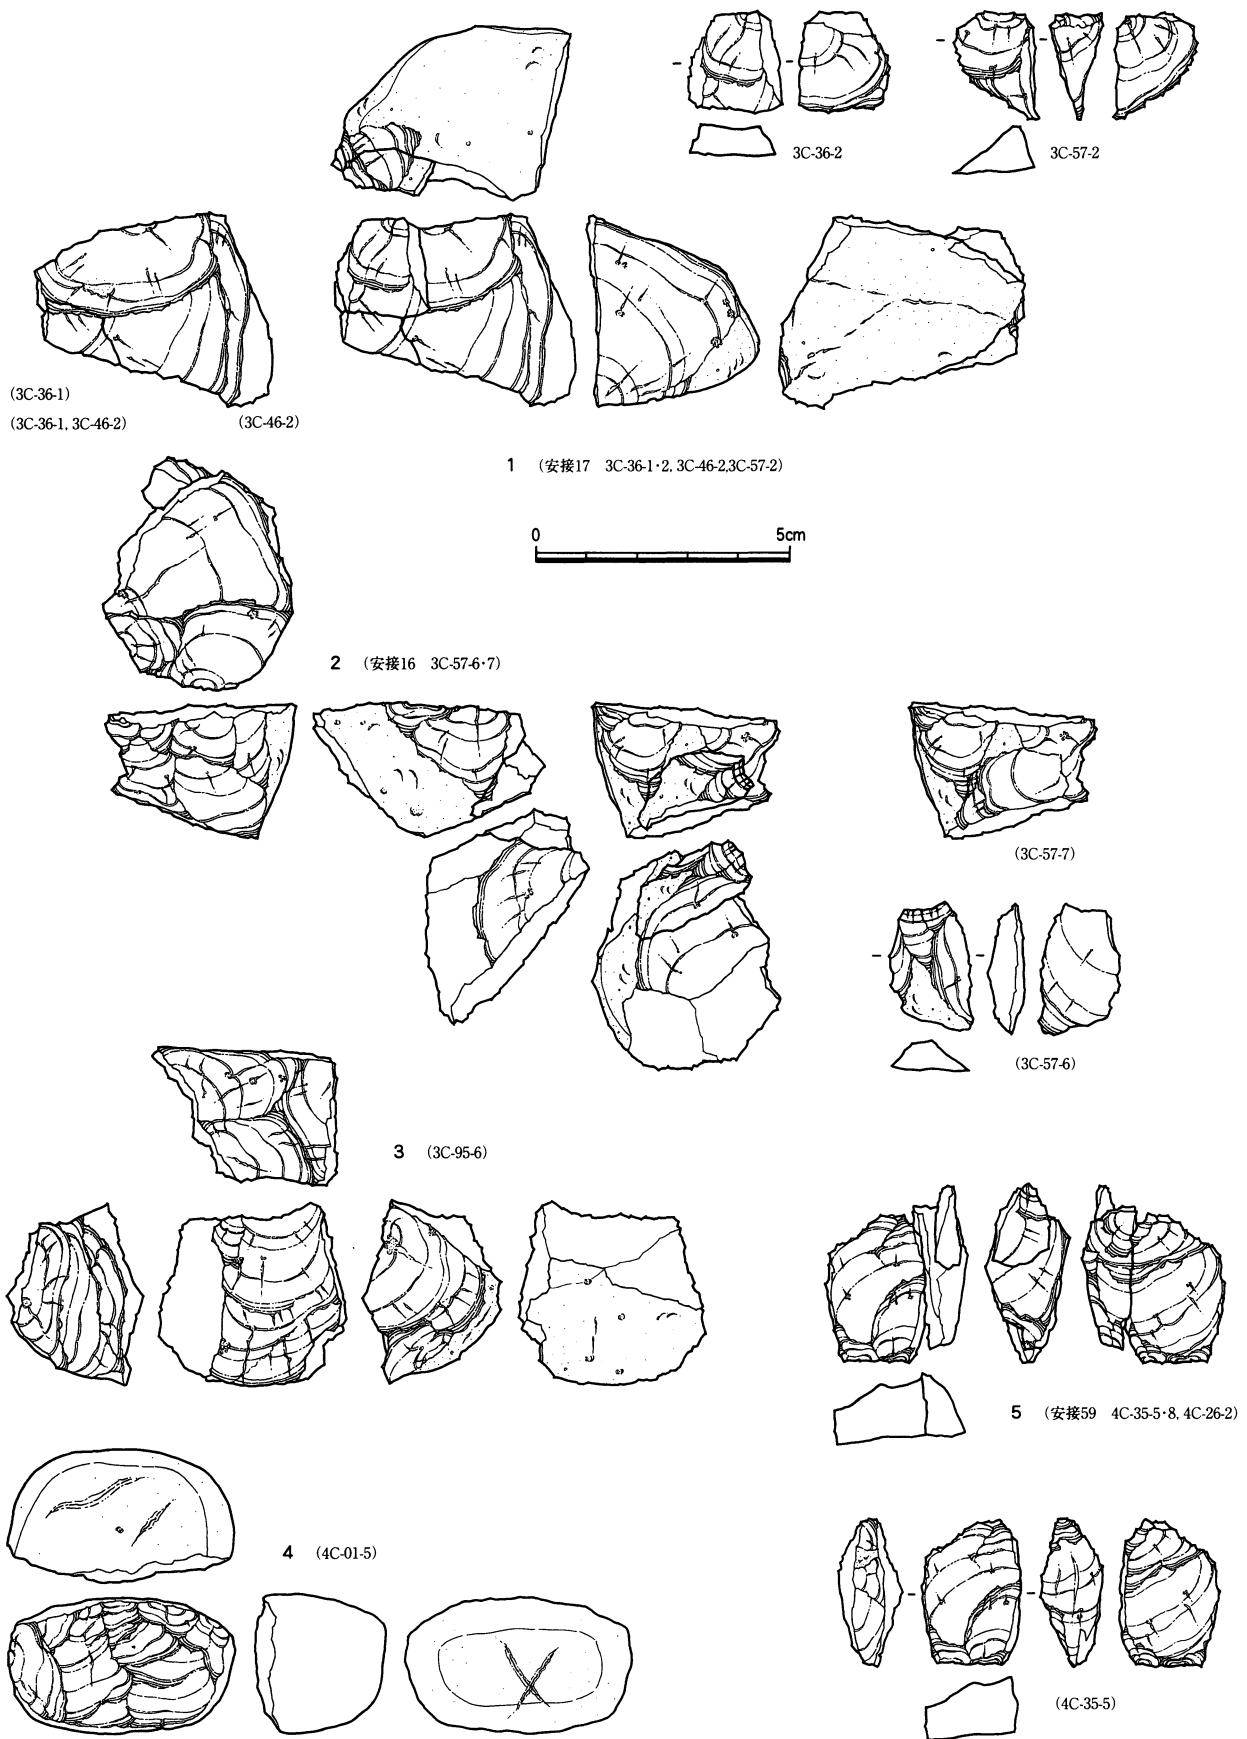 3C-36-2
3C-57-2
(3C-36-1)
(3C-36-1, 3C-46-2)
(3C-46-2)
1 (安接17 3C-36-1・2, 3C-46-2,3C-57-2)
0 5cm
2 (安接16 3C-57-6・7)
(3C-57-7)
(3C-57-6)
3 (3C-95-6)
5 (安接59 4C-35-5・8, 4C-26-2)
4 (4C-01-5)
(4C-35-5)